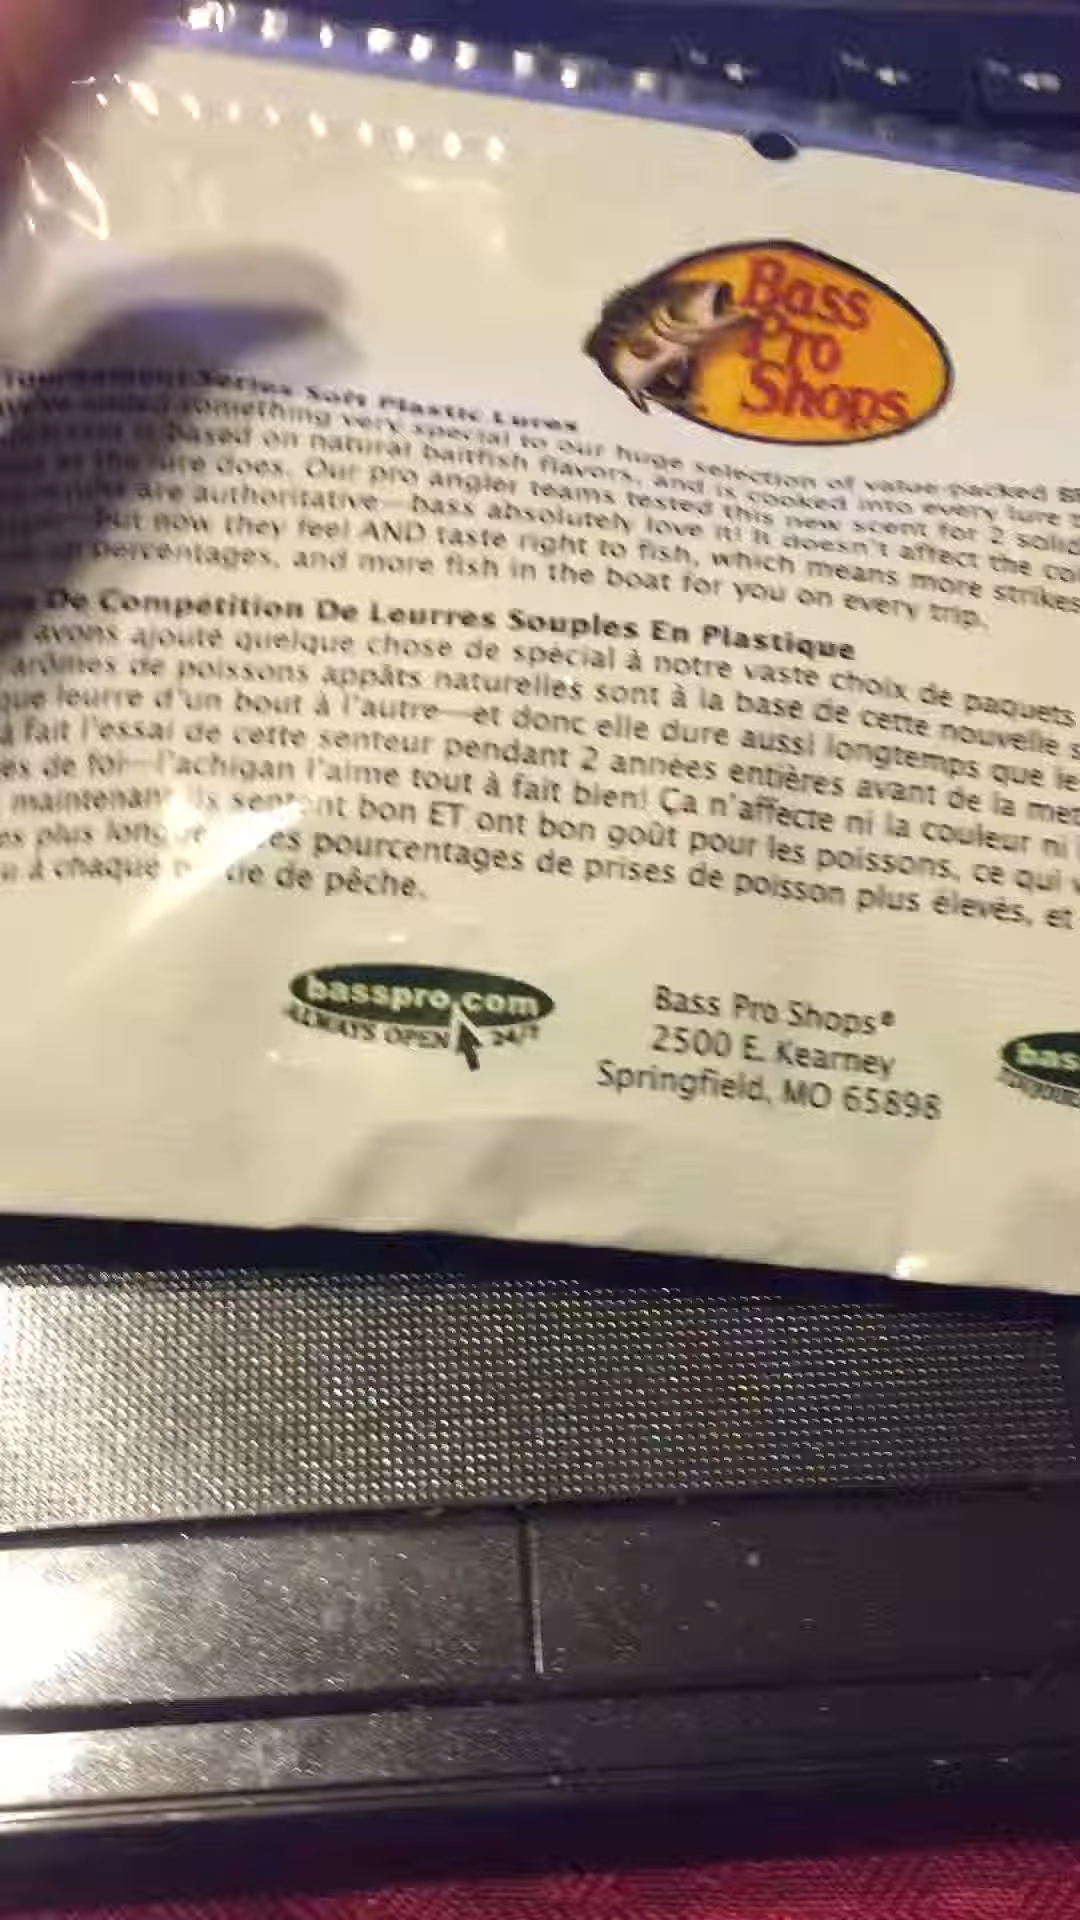 Bass
Pro
Shops
Tournament Series Soft Plastic Lures
added something very special to our huge selection of value-packed
is based on natural baitfish flavors, and is cooked into every lure
as the lure does. Our pro angler teams tested this new scent for 2 solid
are authoritative—bass absolutely love it! It doesn't affect the
but now they feel AND taste right to fish, which means more strikes
percentages, and more fish in the boat for you on every trip.
De Compétition De Leurres Souples En Plastique
avons ajouté quelque chose de spécial à notre vaste choix de paquets
arômes de poissons appâts naturelles sont à la base de cette nouvelle
leurre d'un bout à l'autre—et donc elle dure aussi longtemps que le
à fait l'essai de cette senteur pendant 2 années entières avant de la
de foi—l'achigan l'aime tout à fait bien! Ça n'affecte ni la couleur ni
maintenant ils sentent bon ET ont bon goût pour les poissons, ce qui
plus pourcentages de prises de poisson plus élevés, et
à chaque de pêche.
basspro.com
ALWAYS OPEN 24/7
Bass Pro Shops®
2500 E. Kearney
Springfield, MO 65898
bas